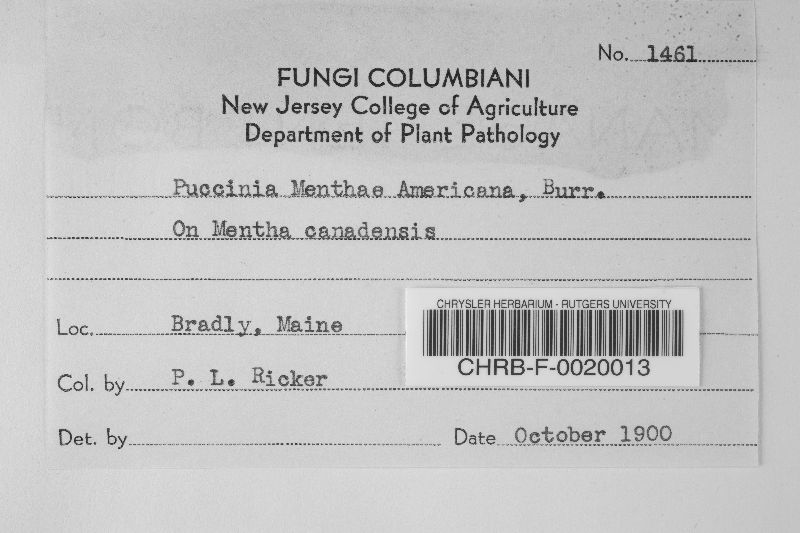 No. 1461
FUNGI COLUMBIANI
New Jersey College of Agriculture
Department of Plant Pathology
Puccinia Menthae Americana, Burr.
On Mentha canadensis
CHRYSLER HERBARIUM - RUTGERS UNIVERSITY
CHRB-F-0020013
Loc. Bradly, Maine
Col. by P. L. Ricker
Det. by
Date October 1900